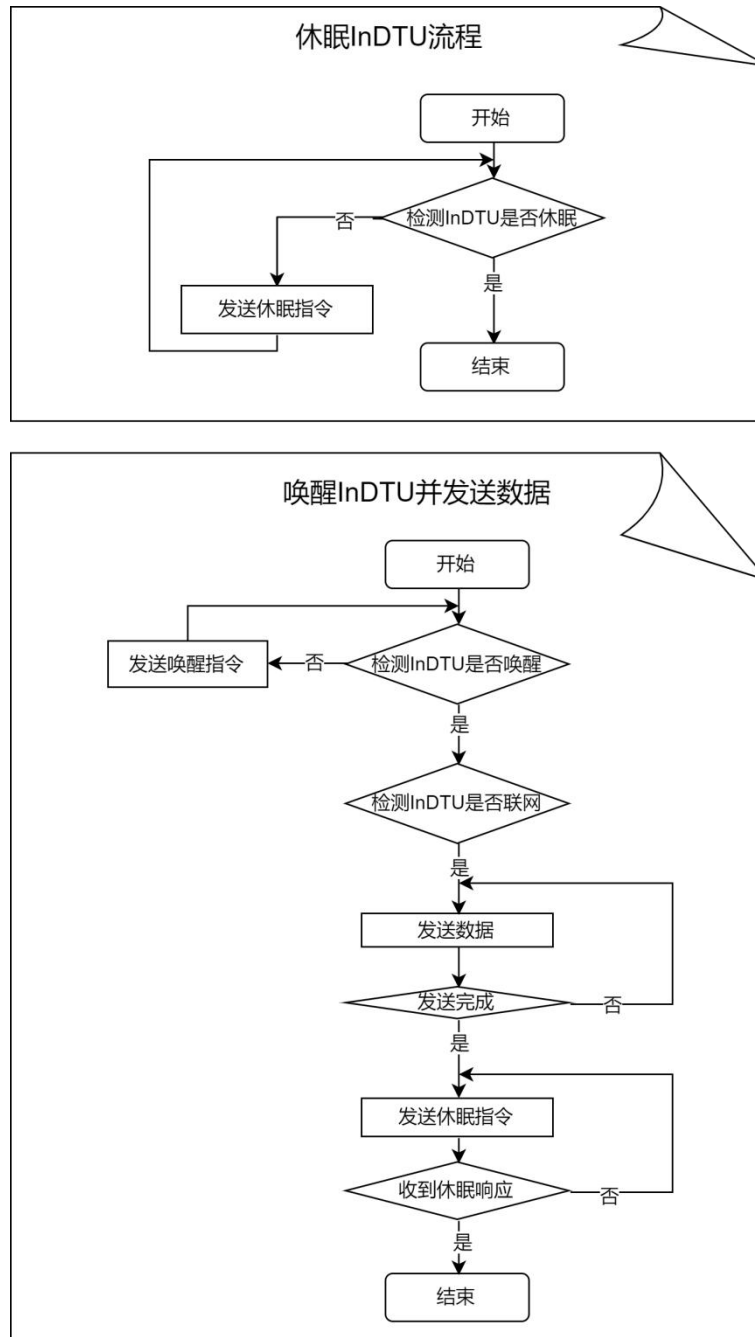 休眠InDTU流程
开始
检测InDTU是否休眠
否
发送休眠指令
是
结束
唤醒InDTU并发送数据
开始
发送唤醒指令
否
检测InDTU是否唤醒
是
检测InDTU是否联网
是
发送数据
发送完成
否
是
发送休眠指令
收到休眠响应
否
是
结束